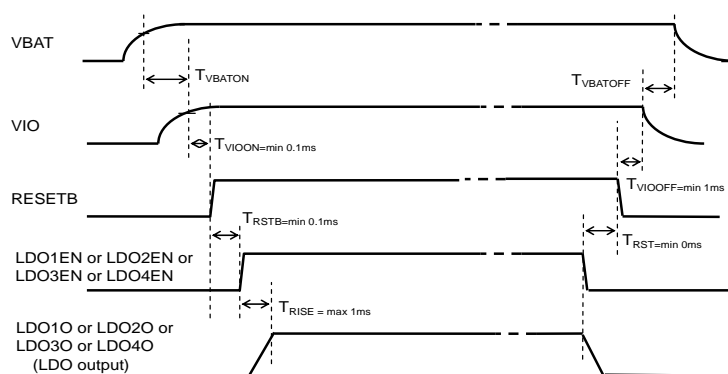 VBAT
TVBATON
TVBATOFF
VIO
TVIOON=min 0.1ms
TVIOOFF=min 1ms
RESETB
TRSTB=min 0.1ms
TRST=min 0ms
LDO1EN or LDO2EN or
LDO3EN or LDO4EN
TRISE = max 1ms
LDO1O or LDO2O or
LDO3O or LDO4O
(LDO output)